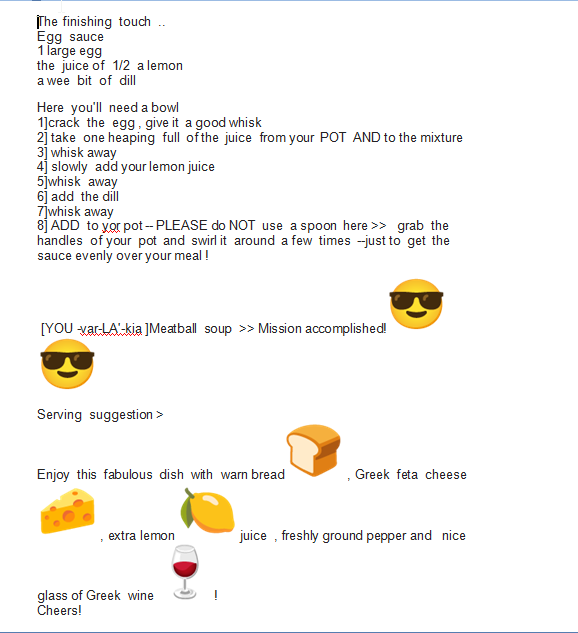 The finishing touch ..
Egg sauce
1 large egg
the juice of 1/2 a lemon
a wee bit of dill
Here you'll need a bowl
1]crack the egg , give it a good whisk
2] take one heaping full of the juice from your POT AND to the mixture
3] whisk away
4] slowly add your lemon juice
5]whisk away
6] add the dill
7]whisk away
8] ADD to yor pot -- PLEASE do NOT use a spoon here >> grab the
handles of your pot and swirl it around a few times --just to get the
sauce evenly over your meal !
[YOU -var-LA'-kia ]Meatball soup >> Mission accomplished! 😎
😎
Serving suggestion >
Enjoy this fabulous dish with warn bread 🍞 , Greek feta cheese
🧀 , extra lemon 🍋 juice , freshly ground pepper and nice
glass of Greek wine 🍷 !
Cheers!